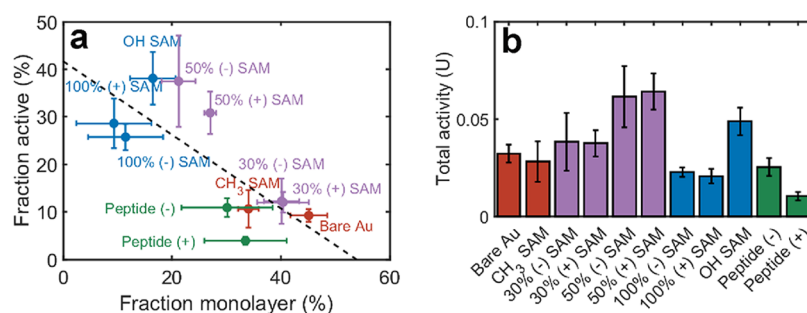 a
50
40
30
20
10
0
Fraction active (%)
OH SAM
50% (-) SAM
100% (+) SAM
50% (+) SAM
100% (-) SAM
30% (-) SAM
CH3 SAM
30% (+) SAM
Peptide (-)
Bare Au
Peptide (+)
0 20 40 60
Fraction monolayer (%)
b
0.1
0.05
0
Total activity (U)
Bare Au
CH3 SAM
30% (-) SAM
30% (+) SAM
50% (-) SAM
50% (+) SAM
100% (-) SAM
100% (+) SAM
OH SAM
Peptide (-)
Peptide (+)